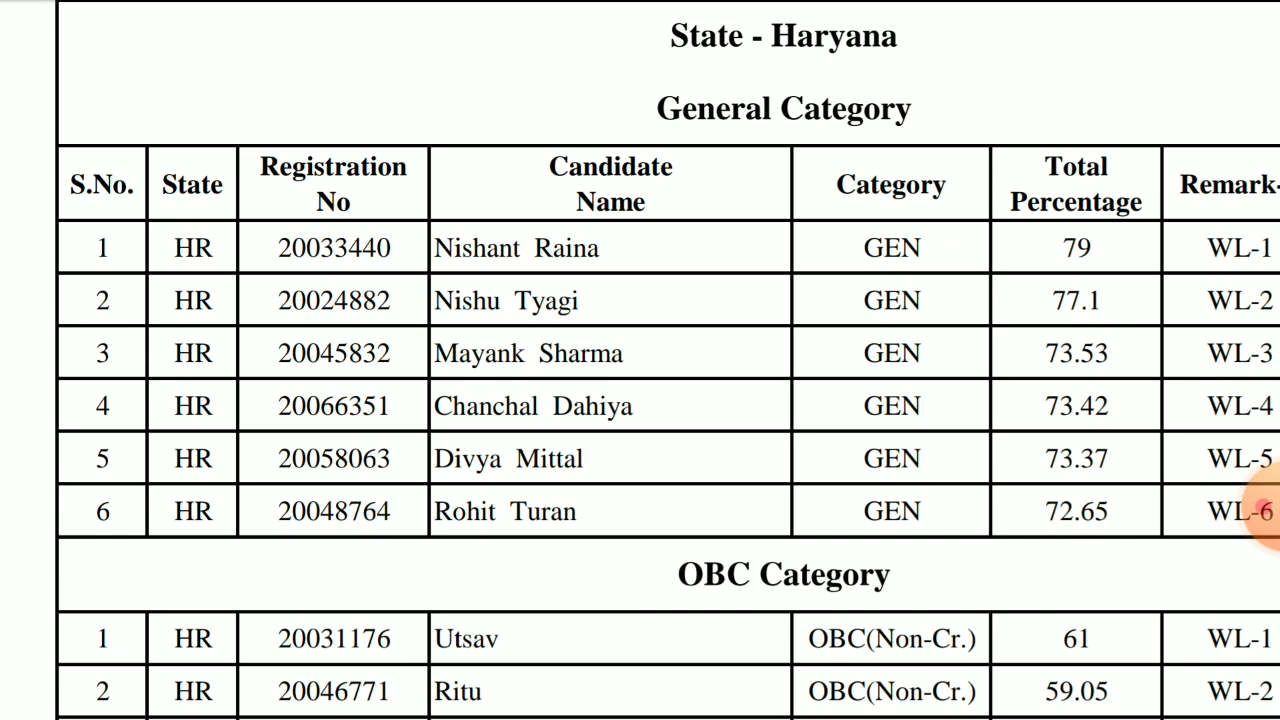 State - Haryana
General Category
S.No. State Registration No Candidate Name Category Total Percentage Remark-
1 HR 20033440 Nishant Raina GEN 79 WL-1
2 HR 20024882 Nishu Tyagi GEN 77.1 WL-2
3 HR 20045832 Mayank Sharma GEN 73.53 WL-3
4 HR 20066351 Chanchal Dahiya GEN 73.42 WL-4
5 HR 20058063 Divya Mittal GEN 73.37 WL-5
6 HR 20048764 Rohit Turan GEN 72.65 WL-6
OBC Category
1 HR 20031176 Utsav OBC(Non-Cr.) 61 WL-1
2 HR 20046771 Ritu OBC(Non-Cr.) 59.05 WL-2